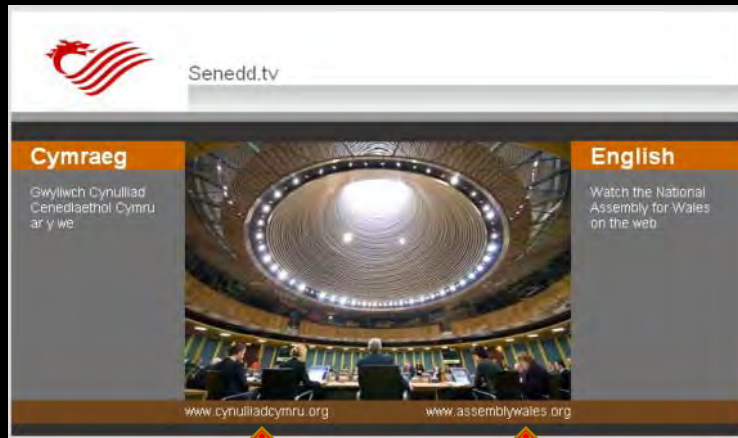 Senedd.tv
Cymraeg
Gwyliwch Cynulliad
Cenedlaethol Cymru
ar y we
English
Watch the National
Assembly for Wales
on the web
www.cynulliadcymru.org
www.assemblywales.org